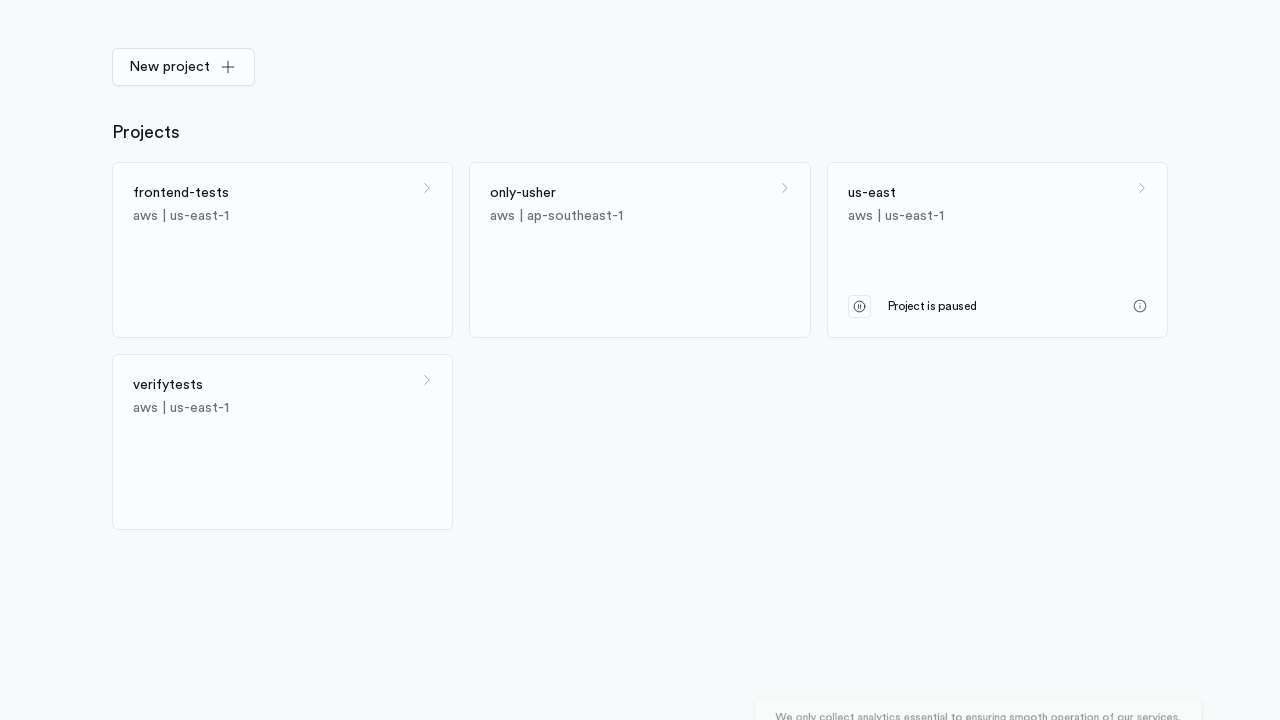 New project
Projects
frontend-tests
aws | us-east-1
only-usher
aws | ap-southeast-1
us-east
aws | us-east-1
Project is paused
verifytests
aws | us-east-1
We only collect analytics essential to ensuring smooth operation of our services.